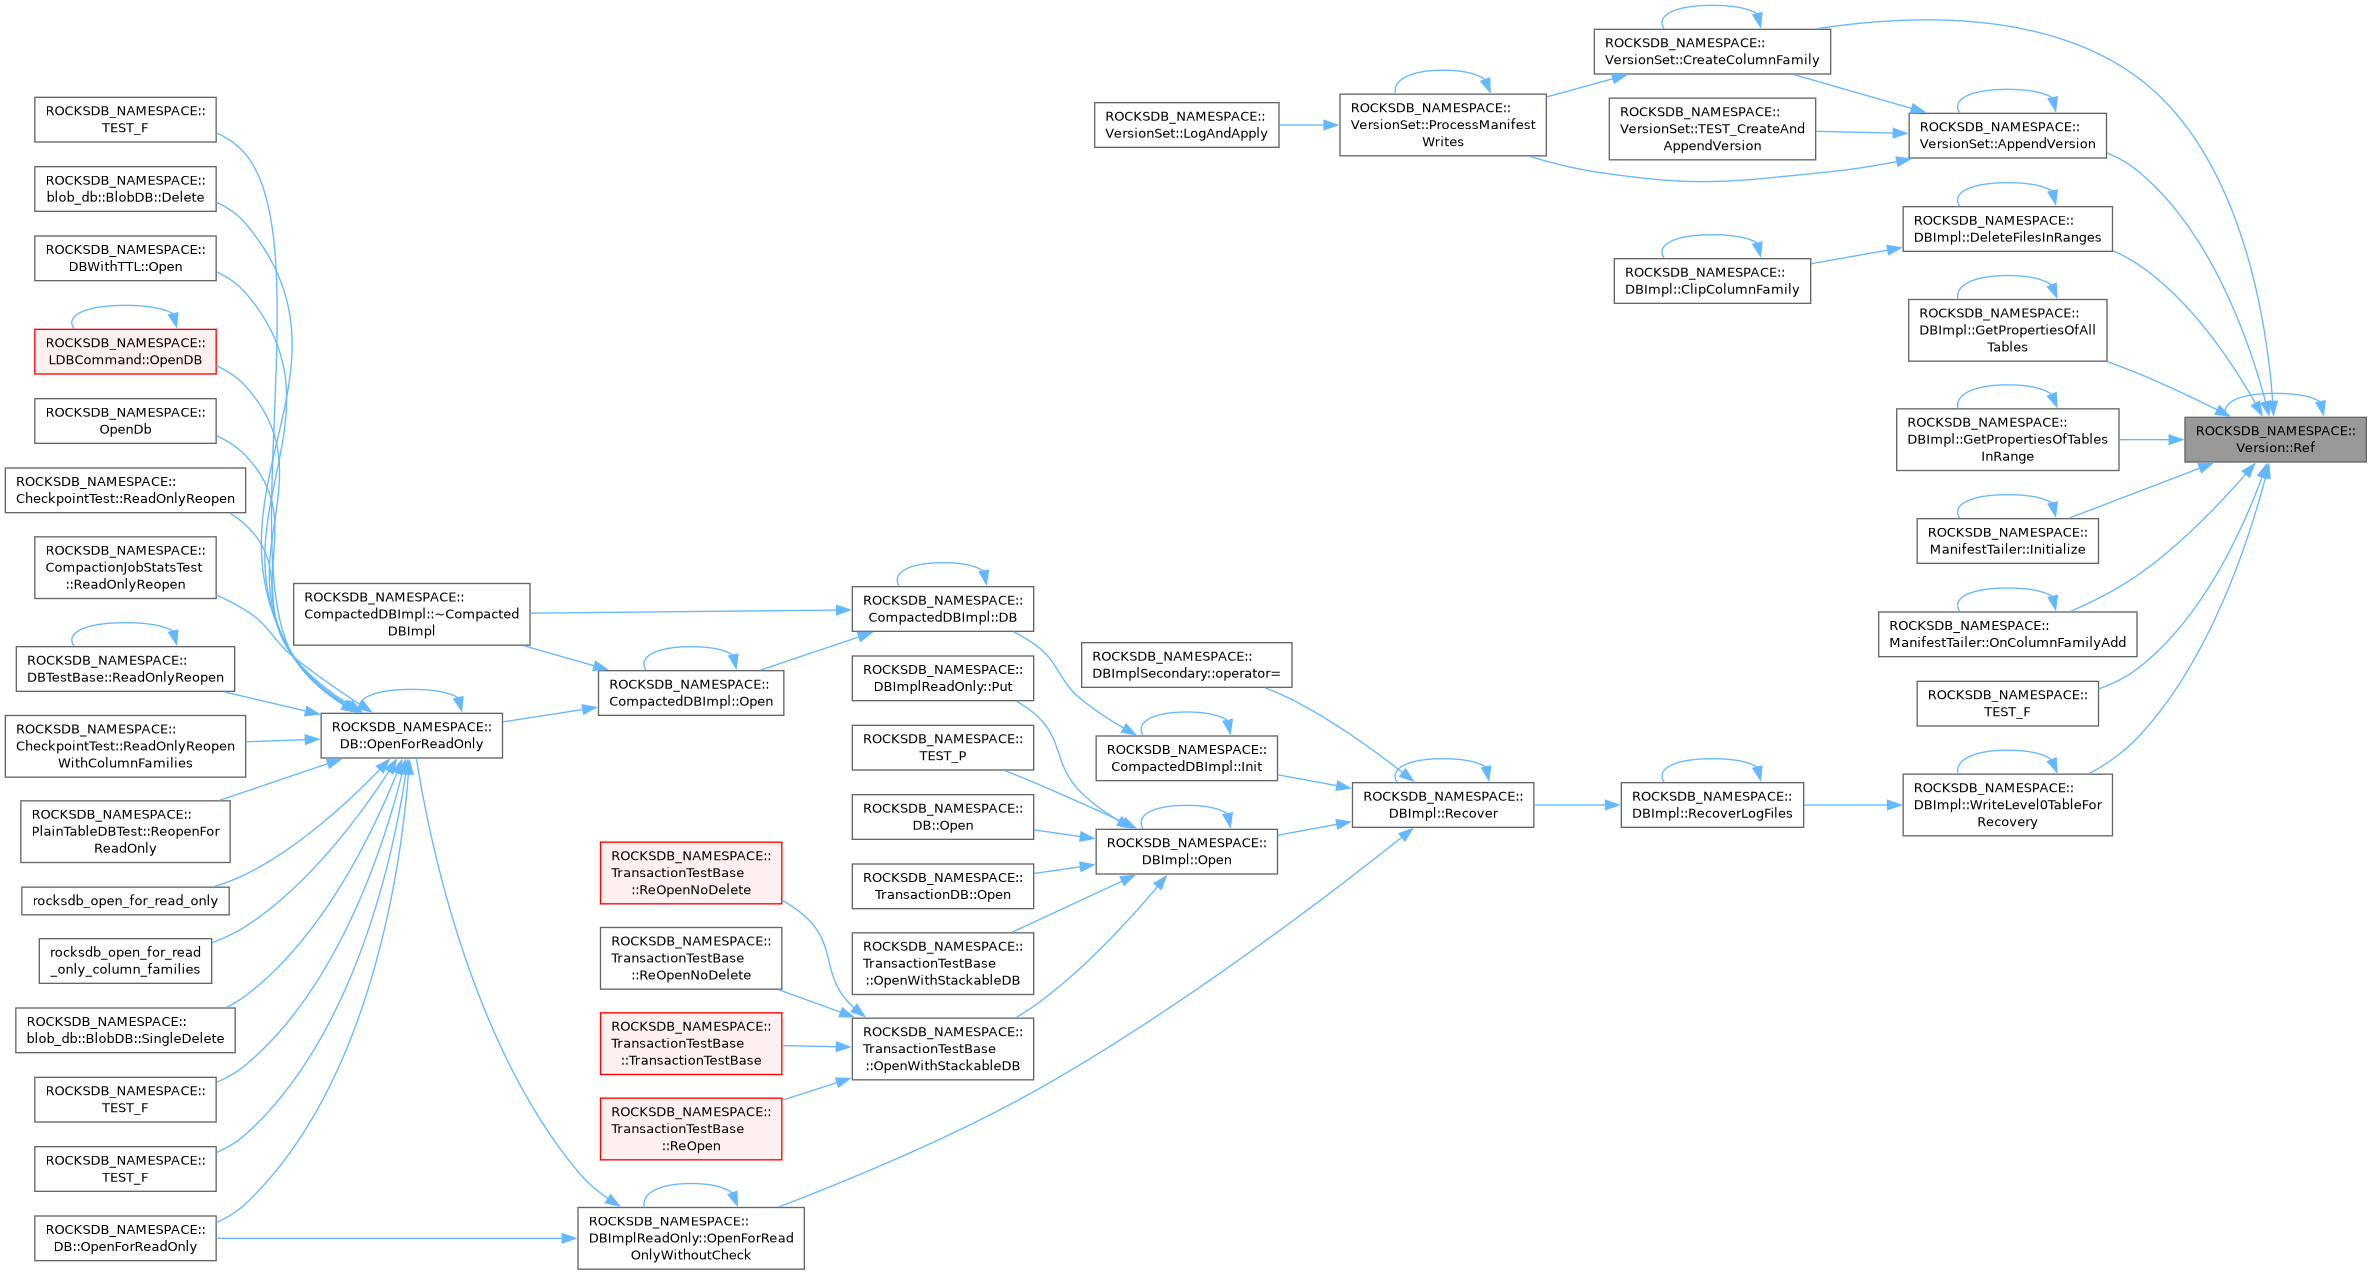 ROCKSDB_NAMESPACE::
TEST_F
ROCKSDB_NAMESPACE::
blob_db::BlobDB::Delete
ROCKSDB_NAMESPACE::
DBWithTTL::Open
ROCKSDB_NAMESPACE::
LDBCommand::OpenDB
ROCKSDB_NAMESPACE::
OpenDb
ROCKSDB_NAMESPACE::
CheckpointTest::ReadOnlyReopen
ROCKSDB_NAMESPACE::
CompactionJobStatsTest
::ReadOnlyReopen
ROCKSDB_NAMESPACE::
DBTestBase::ReadOnlyReopen
ROCKSDB_NAMESPACE::
CheckpointTest::ReadOnlyReopen
WithColumnFamilies
ROCKSDB_NAMESPACE::
PlainTableDBTest::ReopenFor
ReadOnly
rocksdb_open_for_read_only
rocksdb_open_for_read
_only_column_families
ROCKSDB_NAMESPACE::
blob_db::BlobDB::SingleDelete
ROCKSDB_NAMESPACE::
TEST_F
ROCKSDB_NAMESPACE::
TEST_F
ROCKSDB_NAMESPACE::
DB::OpenForReadOnly
ROCKSDB_NAMESPACE::
CompactedDBImpl::~Compacted
DBImpl
ROCKSDB_NAMESPACE::
DB::OpenForReadOnly
ROCKSDB_NAMESPACE::
CompactedDBImpl::Open
ROCKSDB_NAMESPACE::
TransactionTestBase
::ReOpenNoDelete
ROCKSDB_NAMESPACE::
TransactionTestBase
::ReOpenNoDelete
ROCKSDB_NAMESPACE::
TransactionTestBase
::TransactionTestBase
ROCKSDB_NAMESPACE::
TransactionTestBase
::ReOpen
ROCKSDB_NAMESPACE::
DBImplReadOnly::OpenForRead
OnlyWithoutCheck
ROCKSDB_NAMESPACE::
CompactedDBImpl::DB
ROCKSDB_NAMESPACE::
DBImplReadOnly::Put
ROCKSDB_NAMESPACE::
TEST_P
ROCKSDB_NAMESPACE::
DB::Open
ROCKSDB_NAMESPACE::
TransactionDB::Open
ROCKSDB_NAMESPACE::
TransactionTestBase
::OpenWithStackableDB
ROCKSDB_NAMESPACE::
TransactionTestBase
::OpenWithStackableDB
ROCKSDB_NAMESPACE::
VersionSet::LogAndApply
ROCKSDB_NAMESPACE::
DBImplSecondary::operator=
ROCKSDB_NAMESPACE::
CompactedDBImpl::Init
ROCKSDB_NAMESPACE::
DBImpl::Open
ROCKSDB_NAMESPACE::
VersionSet::ProcessManifest
Writes
ROCKSDB_NAMESPACE::
DBImpl::Recover
ROCKSDB_NAMESPACE::
VersionSet::CreateColumnFamily
ROCKSDB_NAMESPACE::
VersionSet::TEST_CreateAnd
AppendVersion
ROCKSDB_NAMESPACE::
DBImpl::ClipColumnFamily
ROCKSDB_NAMESPACE::
DBImpl::RecoverLogFiles
ROCKSDB_NAMESPACE::
VersionSet::AppendVersion
ROCKSDB_NAMESPACE::
DBImpl::DeleteFilesInRanges
ROCKSDB_NAMESPACE::
DBImpl::GetPropertiesOfAll
Tables
ROCKSDB_NAMESPACE::
DBImpl::GetPropertiesOfTables
InRange
ROCKSDB_NAMESPACE::
ManifestTailer::Initialize
ROCKSDB_NAMESPACE::
ManifestTailer::OnColumnFamilyAdd
ROCKSDB_NAMESPACE::
TEST_F
ROCKSDB_NAMESPACE::
DBImpl::WriteLevel0TableFor
Recovery
ROCKSDB_NAMESPACE::
Version::Ref